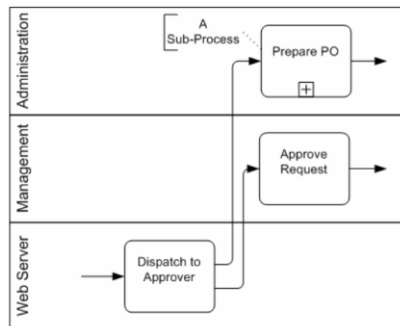 Administration
A
Sub-Process
Prepare PO
Management
Approve
Request
Web Server
Dispatch to
Approver